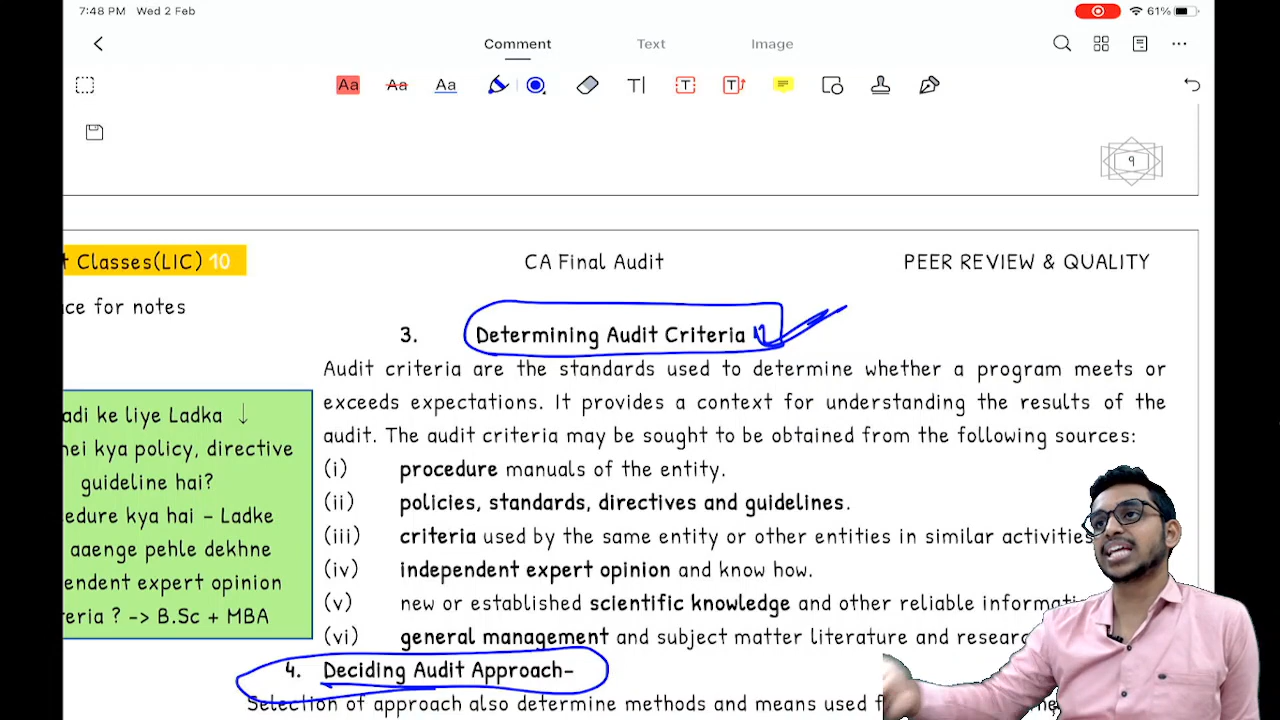 7:48 PM Wed 2 Feb
61%
Comment Text Image
Aa Aa Aa T T T
9
t Classes(LIC) 10 CA Final Audit PEER REVIEW & QUALITY
ce for notes
3. Determining Audit Criteria
Audit criteria are the standards used to determine whether a program meets or
exceeds expectations. It provides a context for understanding the results of the
audit. The audit criteria may be sought to be obtained from the following sources:
(i) procedure manuals of the entity.
(ii) policies, standards, directives and guidelines.
(iii) criteria used by the same entity or other entities in similar activities
(iv) independent expert opinion and know how.
(v) new or established scientific knowledge and other reliable informat
(vi) general management and subject matter literature and resear
adi ke liye Ladka ↓
hei kya policy, directive
guideline hai?
edure kya hai – Ladke
aaenge pehle dekhne
endent expert opinion
teria ? -> B.Sc + MBA
4. Deciding Audit Approach–
Selection of approach also determine methods and means used